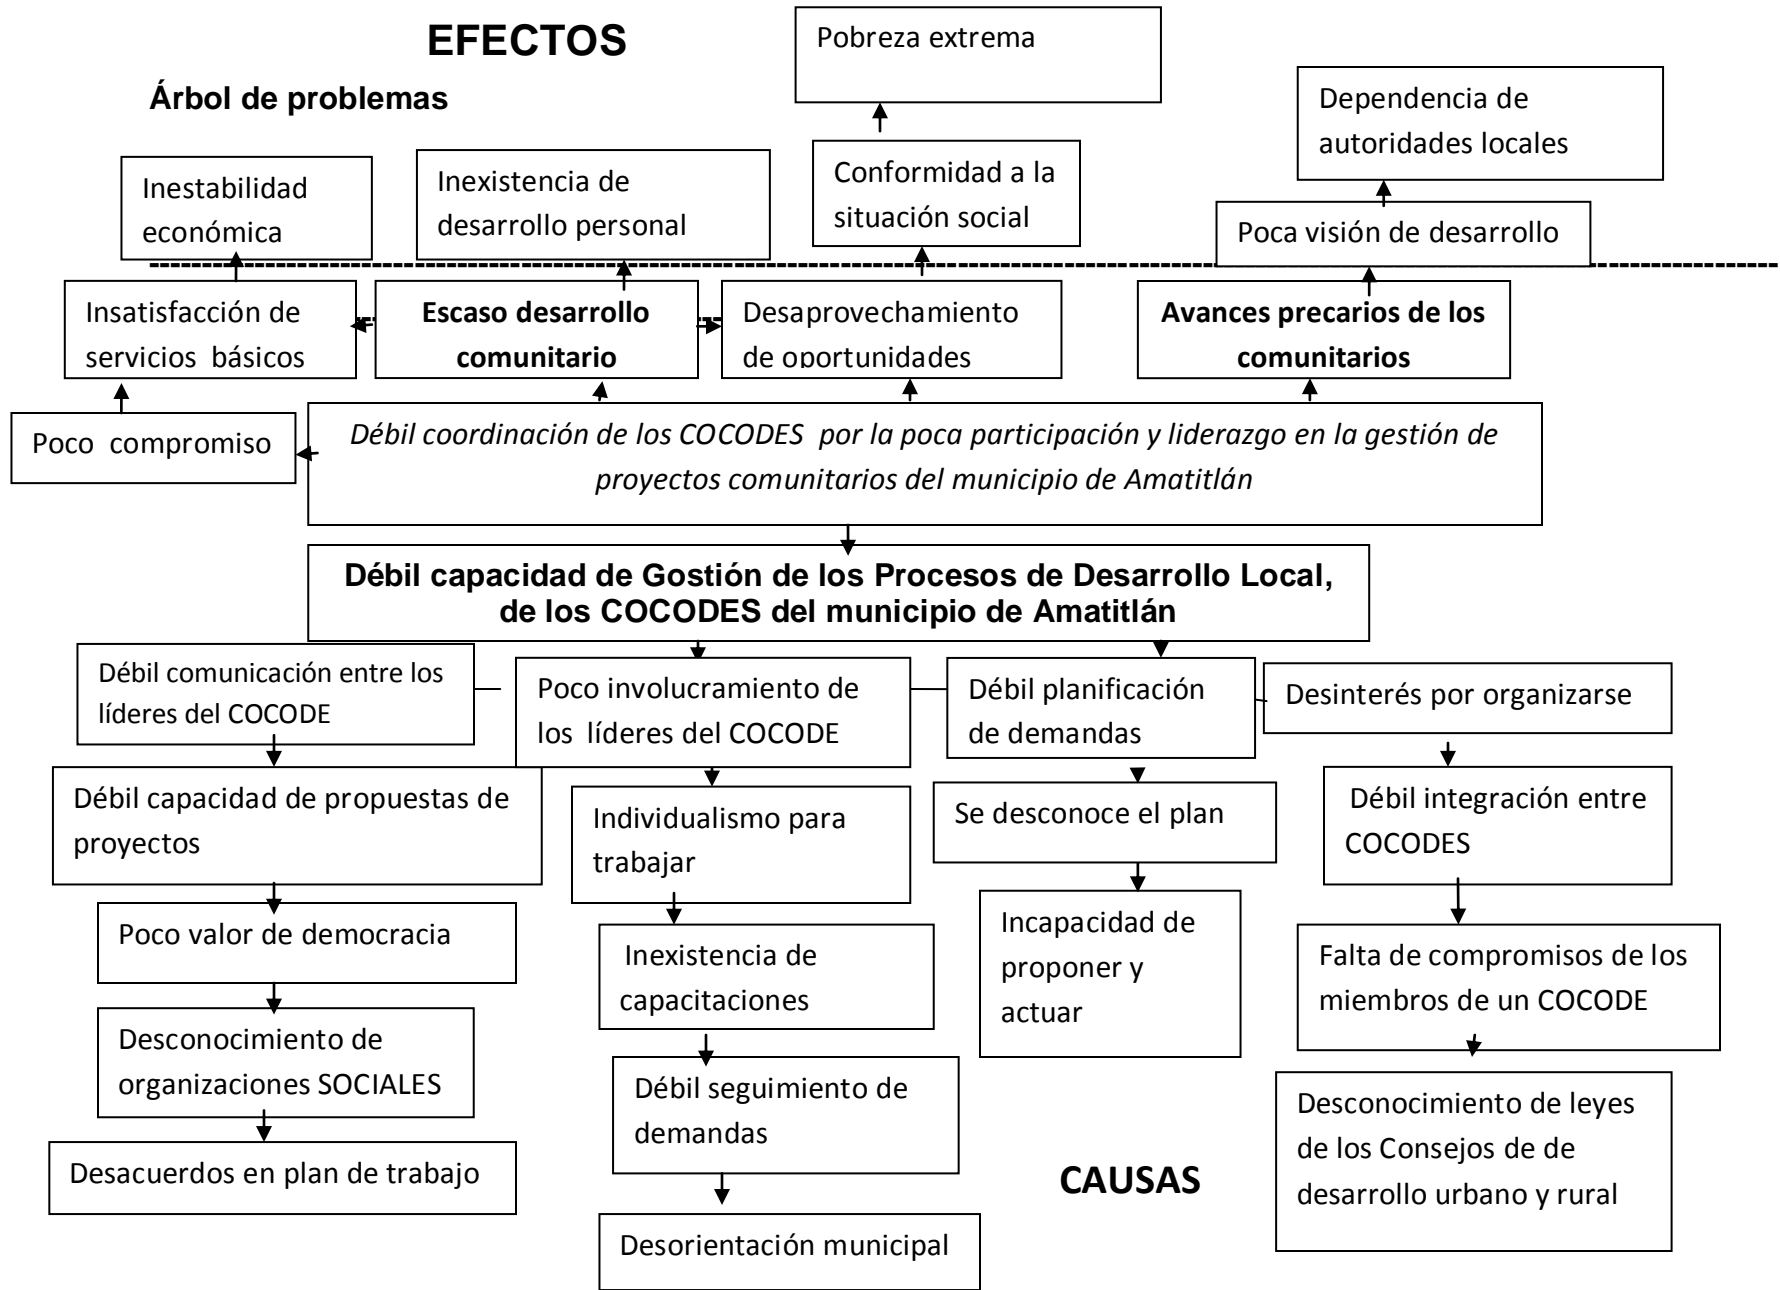 EFECTOS
Árbol de problemas
Pobreza extrema
Dependencia de
autoridades locales
Inestabilidad
económica
Inexistencia de
desarrollo personal
Conformidad a la
situación social
Poca visión de desarrollo
Insatisfacción de
servicios básicos
Escaso desarrollo
comunitario
Desaprovechamiento
de oportunidades
Avances precarios de los
comunitarios
Poco compromiso
Débil coordinación de los COCODES por la poca participación y liderazgo en la gestión de
proyectos comunitarios del municipio de Amatitlán
Débil capacidad de Gostión de los Procesos de Desarrollo Local,
de los COCODES del municipio de Amatitlán
Débil comunicación entre los
líderes del COCODE
Poco involucramiento de
los líderes del COCODE
Débil planificación
de demandas
Desinterés por organizarse
Débil capacidad de propuestas de
proyectos
Individualismo para
trabajar
Se desconoce el plan
Débil integración entre
COCODES
Poco valor de democracia
Inexistencia de
capacitaciones
Incapacidad de
proponer y
actuar
Falta de compromisos de los
miembros de un COCODE
Desconocimiento de
organizaciones SOCIALES
Débil seguimiento de
demandas
Desconocimiento de leyes
de los Consejos de de
desarrollo urbano y rural
Desacuerdos en plan de trabajo
CAUSAS
Desorientación municipal